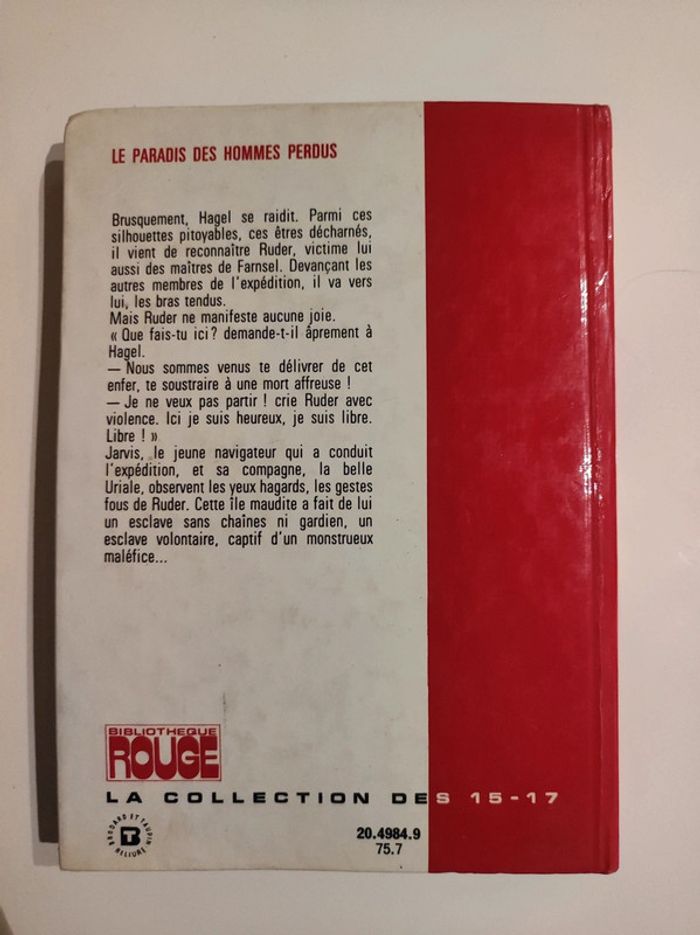 LE PARADIS DES HOMMES PERDUS
Brusquement, Hagel se raidit. Parmi ces
silhouettes pitoyables, ces êtres décharnés,
il vient de reconnaître Ruder, victime lui
aussi des maîtres de Farnsel. Devançant les
autres membres de l'expédition, il va vers
lui, les bras tendus.
Mais Ruder ne manifeste aucune joie.
« Que fais-tu ici? demande-t-il âprement à
Hagel.
— Nous sommes venus te délivrer de cet
enfer, te soustraire à une mort affreuse !
— Je ne veux pas partir ! crie Ruder avec
violence. Ici je suis heureux, je suis libre.
Libre ! »
Jarvis, le jeune navigateur qui a conduit
l'expédition, et sa compagne, la belle
Uriale, observent les yeux hagards, les gestes
fous de Ruder. Cette île maudite a fait de lui
un esclave sans chaînes ni gardien, un
esclave volontaire, captif d'un monstrueux
maléfice...
BIBLIOTHEQUE
ROUGE
LA COLLECTION DES 15-17
BRODARD ET TAUPIN
RELIURE
20.4984.9
75.7